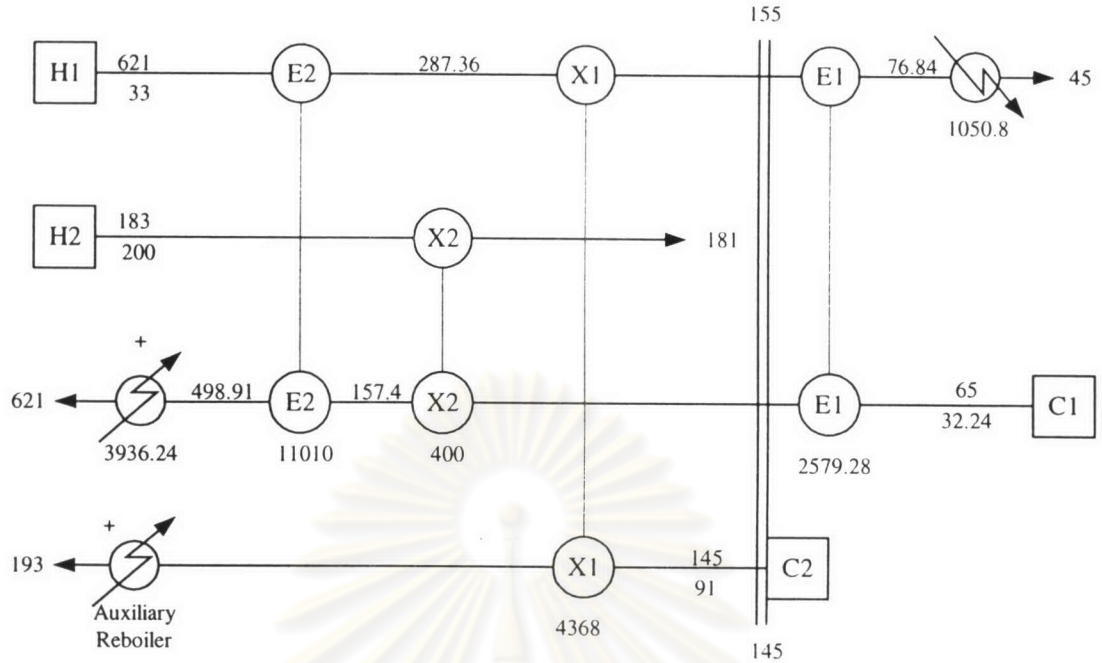 155
H1 621 E2 287.36 X1 E1 76.84 45
33
1050.8
H2 183 X2 181
200
+
621 498.91 E2 157.4 X2 E1 65 C1
32.24
3936.24 11010 400 2579.28
+
193 X1 145 C2
91
Auxiliary
Reboiler
4368
145